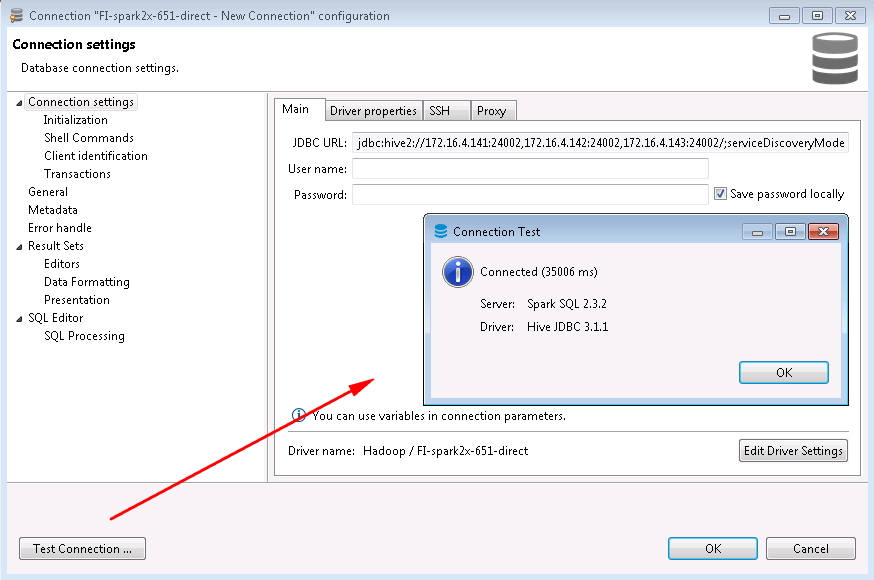 Connection "FI-spark2x-651-direct - New Connection" configuration
Connection settings
Database connection settings.
Connection settings
Initialization
Shell Commands
Client identification
Transactions
General
Metadata
Error handle
Result Sets
Editors
Data Formatting
Presentation
SQL Editor
SQL Processing
Main Driver properties SSH Proxy
JDBC URL: jdbc:hive2://172.16.4.141:24002,172.16.4.142:24002,172.16.4.143:24002/;serviceDiscoveryMode
User name:
Password: Save password locally
Connection Test
Connected (35006 ms)
Server: Spark SQL 2.3.2
Driver: Hive JDBC 3.1.1
OK
You can use variables in connection parameters.
Driver name: Hadoop / FI-spark2x-651-direct Edit Driver Settings
Test Connection ... OK Cancel